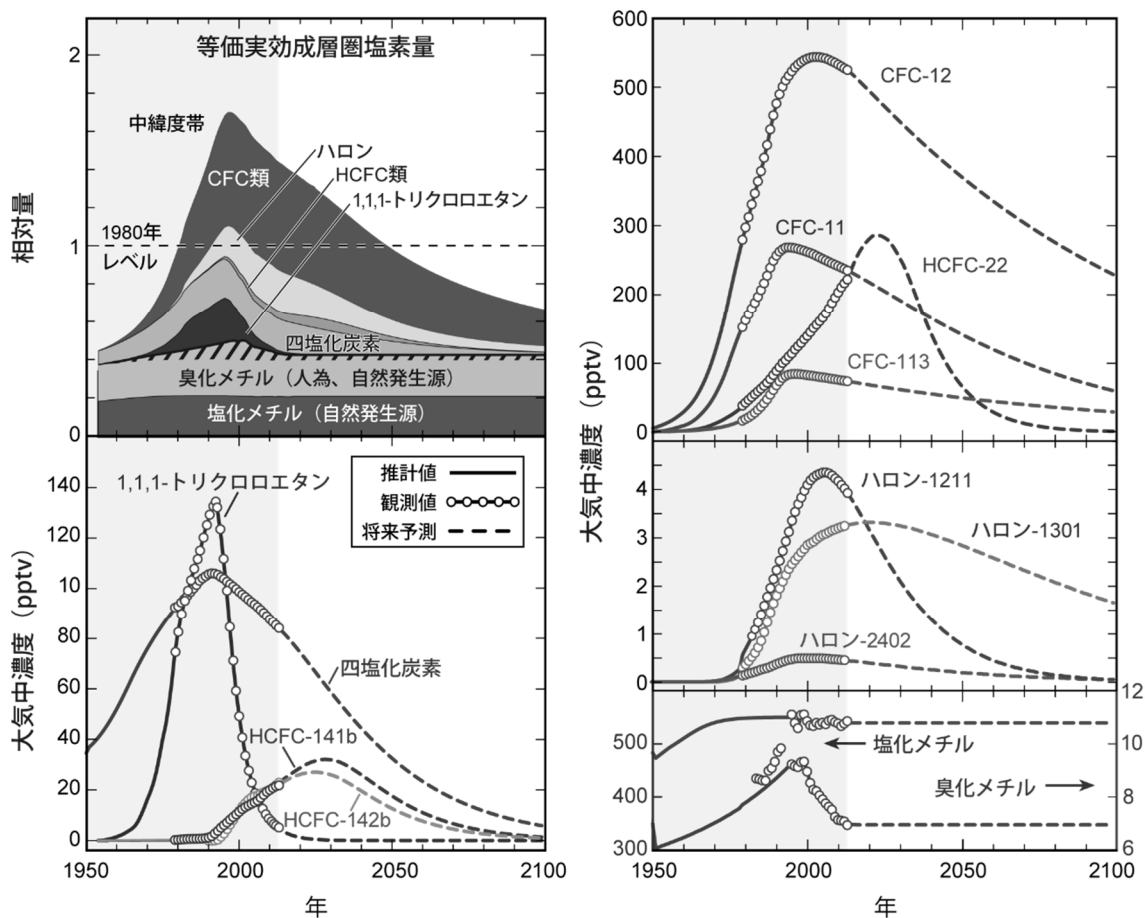 等価実効成層圏塩素量
2
中緯度帯
ハロン
HCFC類
CFC類
1,1,1-トリクロロエタン
1980年
レベル
1
相対量
四塩化炭素
臭化メチル（人為、自然発生源）
塩化メチル（自然発生源）
0
1,1,1-トリクロロエタン
推計値
観測値
将来予測
140
120
10
80
60
40
20
0
大気中濃度（pptv）
四塩化炭素
HCFC-141b
HCFC-142b
1950
2000
2050
2100
年
600
500
400
300
200
100
0
CFC-12
CFC-11
HCFC-22
CFC-113
大気中濃度（pptv）
4
3
2
1
0
ハロン-1211
ハロン-1301
ハロン-2402
500
400
300
12
10
8
6
塩化メチル
臭化メチル
1950
2000
2050
2100
年